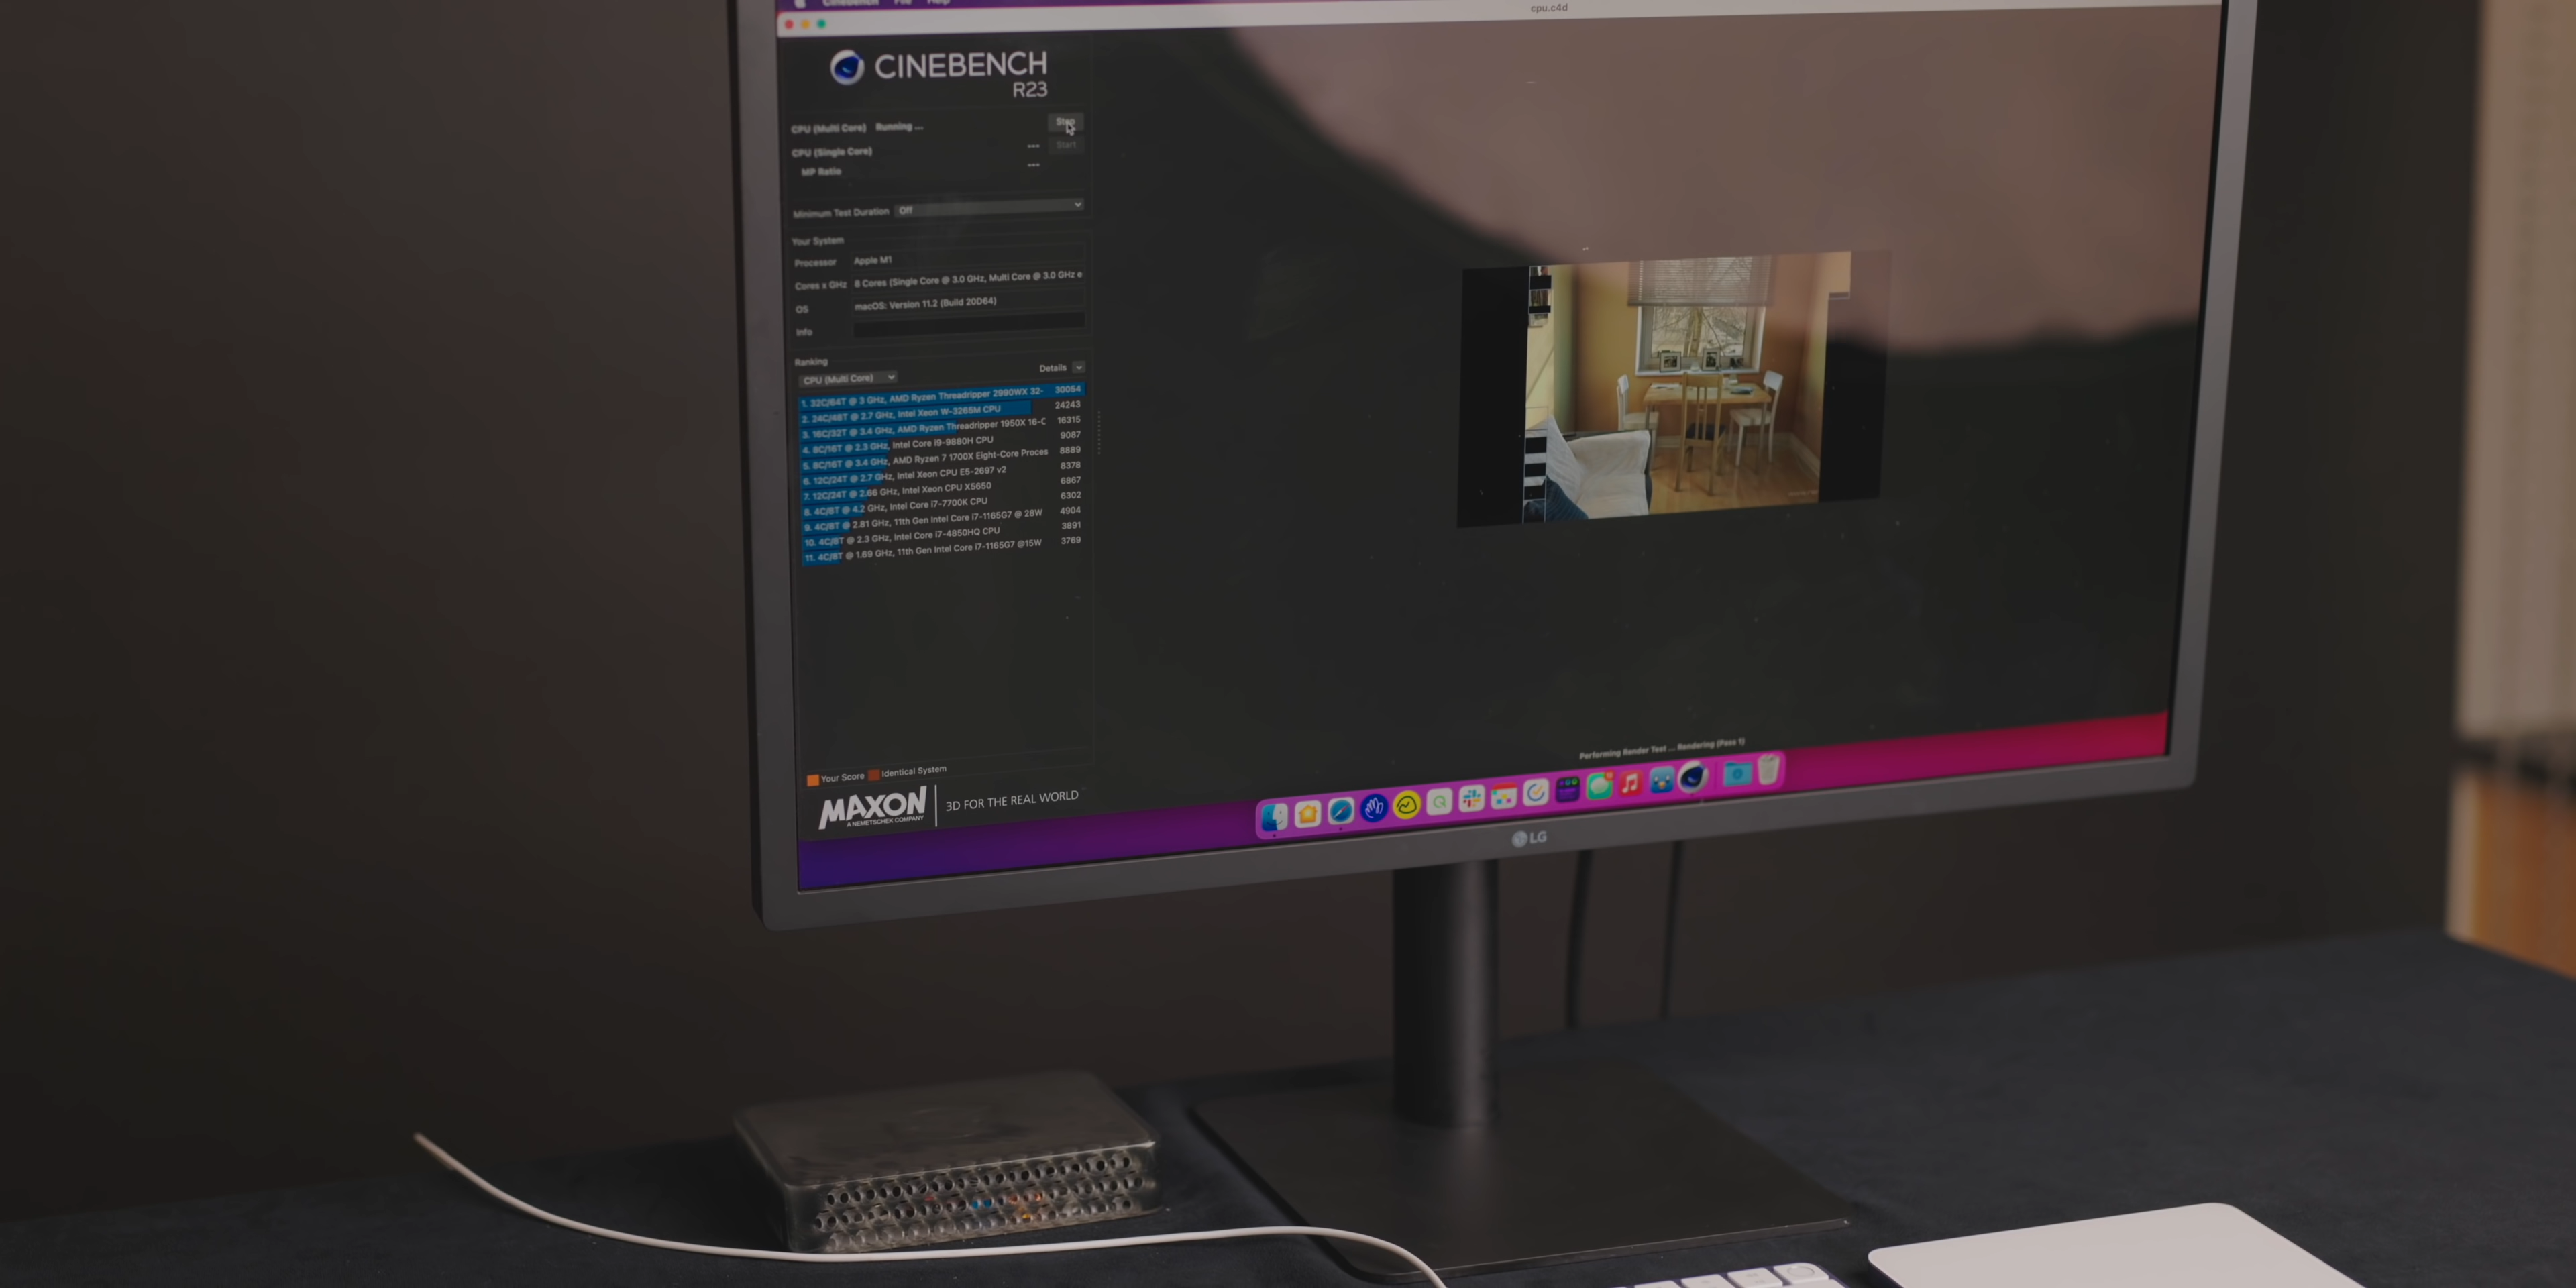 Cinebench File Help
cpu.c4d
CINEBENCH
R23
CPU (Multi Core) Running ... Stop
CPU (Single Core) --- Start
MP Ratio ---
Minimum Test Duration Off
Your System
Processor Apple M1
Cores x GHz 8 Cores (Single Core @ 3.0 GHz, Multi Core @ 3.0 GHz e
OS macOS: Version 11.2 (Build 20D64)
Info
Ranking
CPU (Multi Core) Details
1. 32C/64T @ 3 GHz, AMD Ryzen Threadripper 2990WX 32- 30054
2. 24C/48T @ 2.7 GHz, Intel Xeon W-3265M CPU 24243
3. 16C/32T @ 3.4 GHz, AMD Ryzen Threadripper 1950X 16-C 16315
4. 8C/16T @ 2.3 GHz, Intel Core i9-9880H CPU 9087
5. 8C/16T @ 3.4 GHz, AMD Ryzen 7 1700X Eight-Core Proces 8889
6. 12C/24T @ 2.7 GHz, Intel Xeon CPU E5-2697 v2 8378
7. 12C/24T @ 2.66 GHz, Intel Xeon CPU X5650 6867
8. 4C/8T @ 4.2 GHz, Intel Core i7-7700K CPU 6302
9. 4C/8T @ 2.81 GHz, 11th Gen Intel Core i7-1165G7 @ 28W 4904
10. 4C/8T @ 2.3 GHz, Intel Core i7-4850HQ CPU 3891
11. 4C/8T @ 1.69 GHz, 11th Gen Intel Core i7-1165G7 @15W 3769
Performing Render Test ... Rendering (Pass 1)
Your Score Identical System
MAXON
A NEMETSCHEK COMPANY
3D FOR THE REAL WORLD
LG